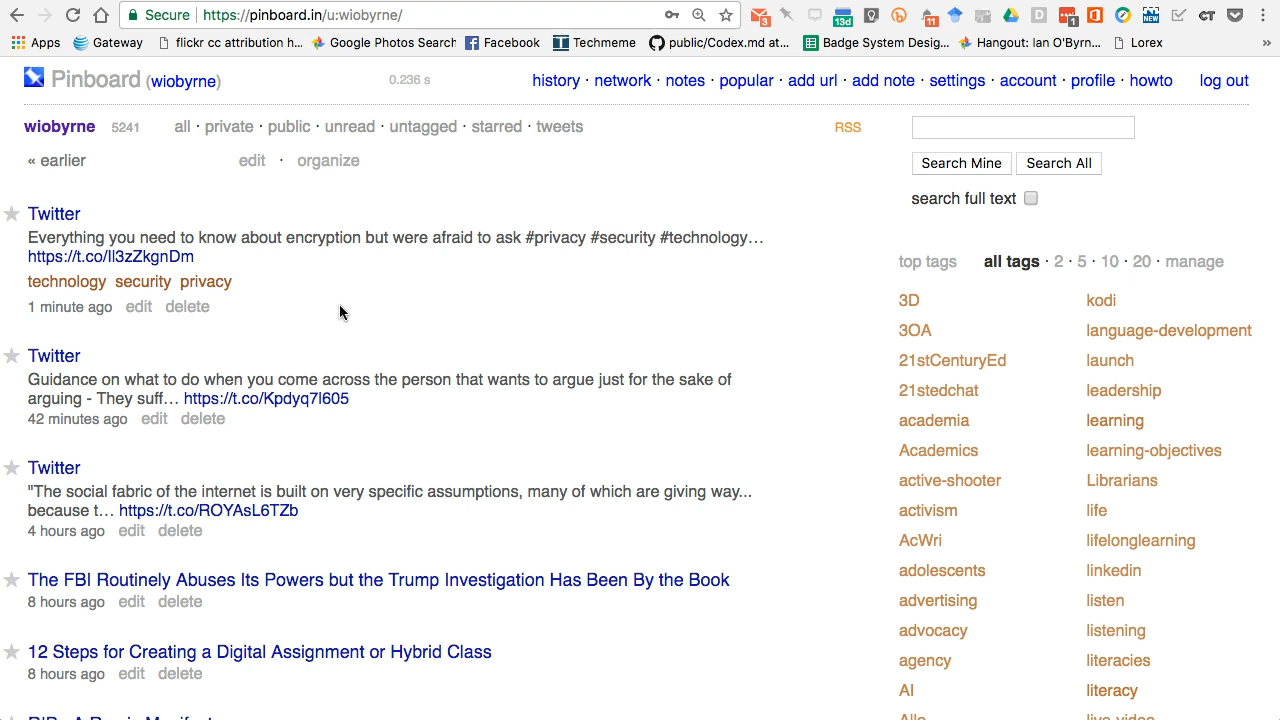 Secure https://pinboard.in/u:wiobyrne/
13d 11 1 NEW
Apps Gateway flickr cc attribution h... Google Photos Search Facebook Techmeme public/Codex.md at... Badge System Desig... Hangout: Ian O'Byrn... Lorex »
Pinboard (wiobyrne) 0.236 s history · network · notes · popular · add url · add note · settings · account · profile · howto log out
wiobyrne 5241 all · private · public · unread · untagged · starred · tweets RSS
« earlier edit · organize
Search Mine Search All
search full text
Twitter
Everything you need to know about encryption but were afraid to ask #privacy #security #technology…
https://t.co/Il3zZkgnDm
technology security privacy
1 minute ago edit delete
Twitter
Guidance on what to do when you come across the person that wants to argue just for the sake of
arguing - They suff… https://t.co/Kpdyq7l605
42 minutes ago edit delete
Twitter
"The social fabric of the internet is built on very specific assumptions, many of which are giving way...
because t… https://t.co/ROYAsL6TZb
4 hours ago edit delete
The FBI Routinely Abuses Its Powers but the Trump Investigation Has Been By the Book
8 hours ago edit delete
12 Steps for Creating a Digital Assignment or Hybrid Class
8 hours ago edit delete
top tags all tags · 2 · 5 · 10 · 20 · manage
3D kodi
3OA language-development
21stCenturyEd launch
21stedchat leadership
academia learning
Academics learning-objectives
active-shooter Librarians
activism life
AcWri lifelonglearning
adolescents linkedin
advertising listen
advocacy listening
agency literacies
AI literacy